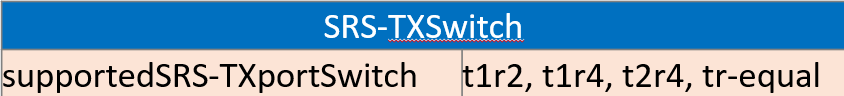 SRS-TXSwitch
supportedSRS-TXportSwitch t1r2, t1r4, t2r4, tr-equal